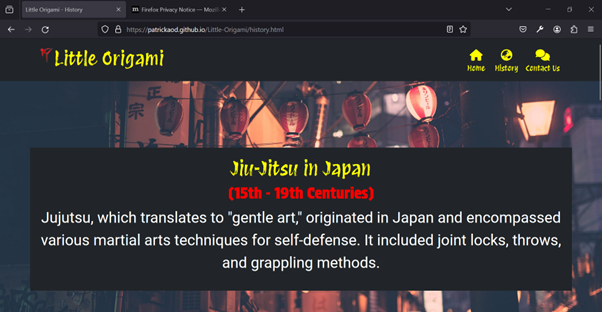 Little Origami - History
Firefox Privacy Notice — Mozil
https://patrickaod.github.io/Little-Origami/history.html
Little Origami
Home
History
Contact Us
正宗
Jiu-Jitsu in Japan
(15th - 19th Centuries)
Jujutsu, which translates to "gentle art," originated in Japan and encompassed
various martial arts techniques for self-defense. It included joint locks, throws,
and grappling methods.